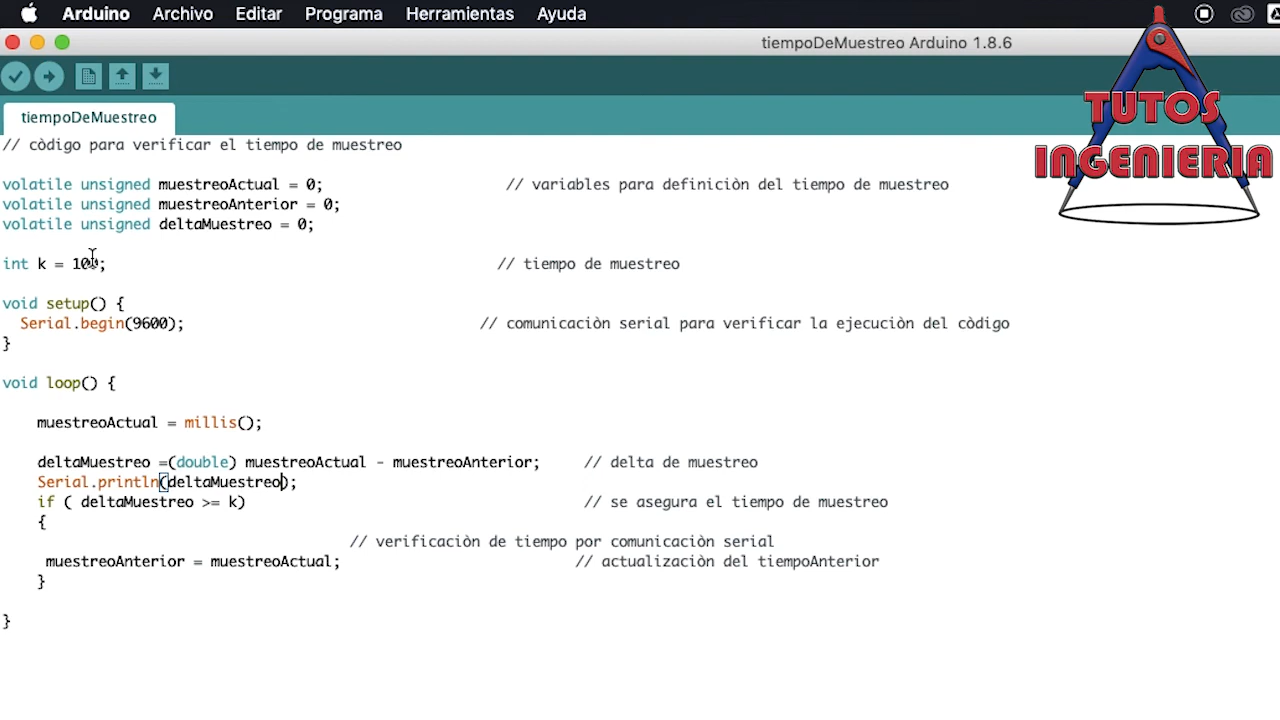 Arduino Archivo Editar Programa Herramientas Ayuda
tiempoDeMuestreo Arduino 1.8.6
TUTOS
INGENIERIA
tiempoDeMuestreo
// còdigo para verificar el tiempo de muestreo
volatile unsigned muestreoActual = 0; // variables para definiciòn del tiempo de muestreo
volatile unsigned muestreoAnterior = 0;
volatile unsigned deltaMuestreo = 0;
int k = 100; // tiempo de muestreo
void setup() {
Serial.begin(9600); // comunicaciòn serial para verificar la ejecuciòn del còdigo
}
void loop() {
muestreoActual = millis();
deltaMuestreo =(double) muestreoActual - muestreoAnterior; // delta de muestreo
Serial.println(deltaMuestreo);
if ( deltaMuestreo >= k) // se asegura el tiempo de muestreo
{
// verificaciòn de tiempo por comunicaciòn serial
muestreoAnterior = muestreoActual; // actualizaciòn del tiempoAnterior
}
}